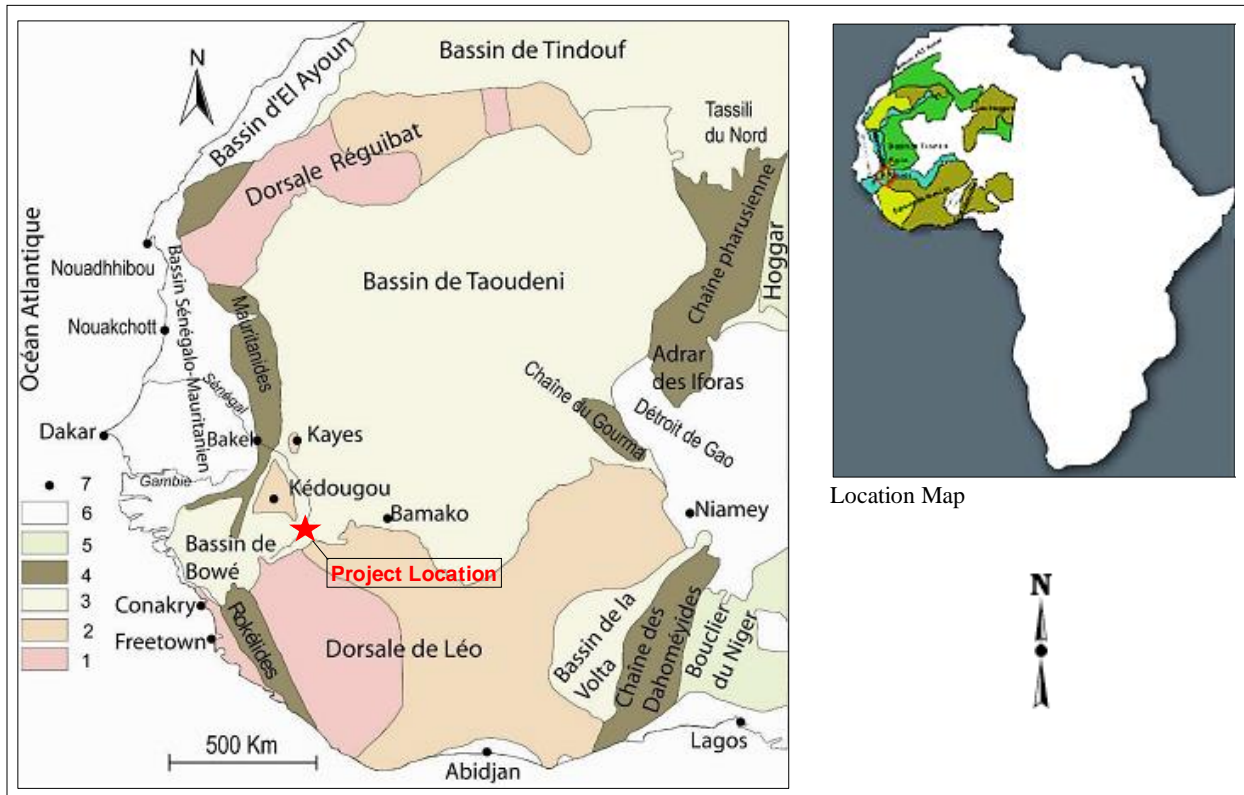 N
Bassin de Tindouf
Bassin d'El Ayoun
Tassili
du Nord
Dorsale Réguibat
Océan Atlantique
Nouadhhibou
Bassin Sénégalo-Mauritanien
Bassin de Taoudeni
Chaîne pharusienne
Hoggar
Nouakchott
Mauritanides
Adrar
des Iforas
Sénégal
Chaîne du Gourma
Détroit de Gao
Dakar
Bakel
Kayes
Gambie
Kédougou
Bamako
Niamey
7
6
5
4
3
2
1
Bassin de
Bowé
Project Location
Conakry
Freetown
Rokélides
Dorsale de Léo
Bassin de la
Volta
Chaîne des
Dahoméyides
Bouclier
du Niger
500 Km
Abidjan
Lagos
Location Map
N